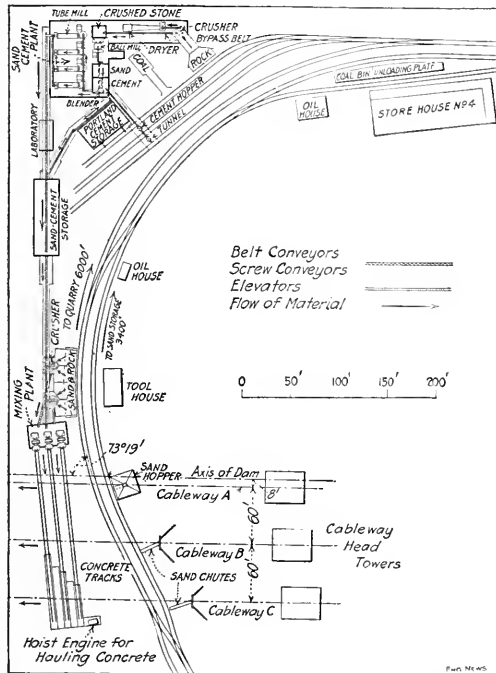 TUBE MILL
CRUSHED STONE
SAND
CEMENT
PLANT
CRUSHER
BYPASS BELT
BALL MILL
DRYER
ROCK
COAL
SAND
CEMENT
BLENDER
PORTLAND
CEMENT
STORAGE
CEMENT HOPPER
TUNNEL
LABORATORY
COAL BIN UNLOADING PLATE
OIL
HOUSE
STORE HOUSE Nº4
SAND-CEMENT
STORAGE
Belt Conveyors
Screw Conveyors
Elevators
Flow of Material
OIL
HOUSE
TO QUARRY 6000'
TO SAND STORAGE
3400'
CRUSHER
SAND & ROCK
0 50' 100' 150' 200'
TOOL
HOUSE
MIXING
PLANT
73°19'
SAND
HOPPER
Axis of Dam
Cableway A
8'
60'
Cableway B
Cableway
Head
Towers
60'
CONCRETE
TRACKS
SAND CHUTES
Cableway C
Hoist Engine for
Hauling Concrete
ENG NEWS